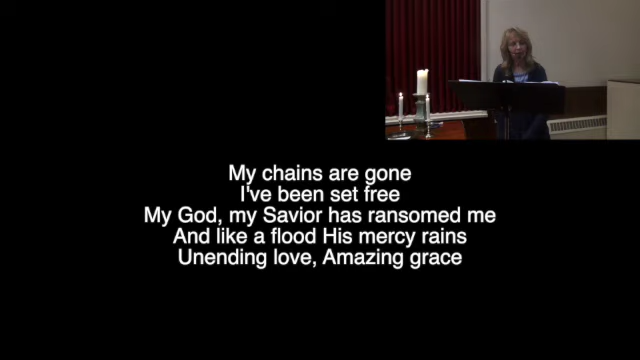 My chains are gone
I've been set free
My God, my Savior has ransomed me
And like a flood His mercy rains
Unending love, Amazing grace